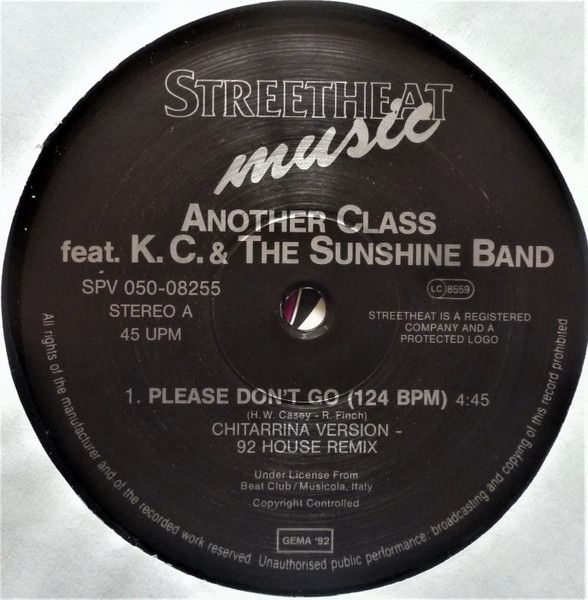 STREETHEAT
music
ANOTHER CLASS
feat. K. C. & THE SUNSHINE BAND
SPV 050-08255
STEREO A
45 UPM
LC 8559
STREETHEAT IS A REGISTERED
COMPANY AND A
PROTECTED LOGO
1. PLEASE DON'T GO (124 BPM) 4:45
(H. W. Casey - R. Finch)
CHITARRINA VERSION -
92 HOUSE REMIX
Under License From
Beat Club/Musicola, Italy
Copyright Controlled
GEMA '92
All rights of the manufacturer and of the recorded work reserved. Unauthorised public performance, broadcasting and copying of this record prohibited